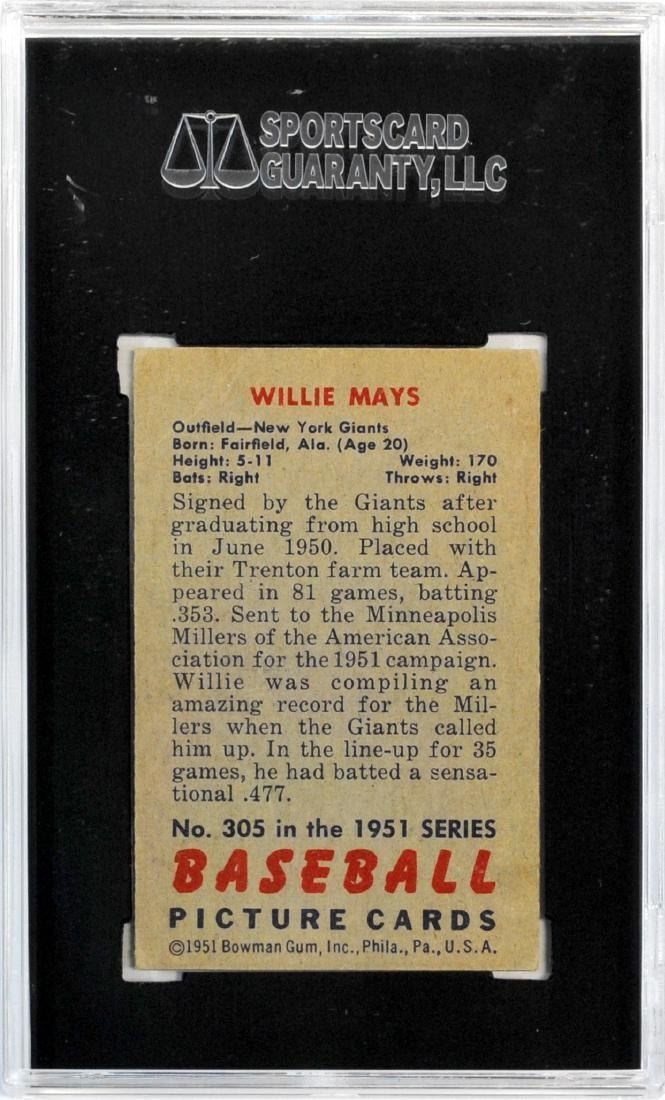 SPORTSCARD
GUARANTY, LLC
WILLIE MAYS
Outfield—New York Giants
Born: Fairfield, Ala. (Age 20)
Height: 5-11 Weight: 170
Bats: Right Throws: Right
Signed by the Giants after
graduating from high school
in June 1950. Placed with
their Trenton farm team. Ap-
peared in 81 games, batting
.353. Sent to the Minneapolis
Millers of the American Asso-
ciation for the 1951 campaign.
Willie was compiling an
amazing record for the Mil-
lers when the Giants called
him up. In the line-up for 35
games, he had batted a sensa-
tional .477.
No. 305 in the 1951 SERIES
BASEBALL
PICTURE CARDS
©1951 Bowman Gum, Inc., Phila., Pa., U.S.A.